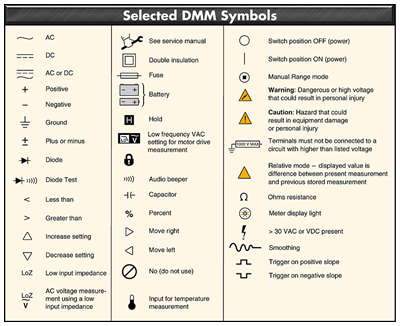 Selected DMM Symbols
AC
DC
AC or DC
+ Positive
− Negative
Ground
± Plus or minus
Diode
Diode Test
< Less than
> Greater than
Increase setting
Decrease setting
LoZ Low input impedance
LoZ
V
AC voltage measure-
ment using a low
input impedance
See service manual
Double insulation
Fuse
Battery
H Hold
V
Low frequency VAC
setting for motor drive
measurement
Audio beeper
Capacitor
% Percent
Move right
Move left
No (do not use)
Input for temperature
measurement
Switch position OFF (power)
Switch position ON (power)
Manual Range mode
Warning: Dangerous or high voltage
that could result in personal injury
Caution: Hazard that could
result in equipment damage
or personal injury
1000 V MAX
Terminals must not be connected to a
circuit with higher than listed voltage
Relative mode – displayed value is
difference between present measurement
and previous stored measurement
Ω Ohms resistance
Meter display light
> 30 VAC or VDC present
Smoothing
Trigger on positive slope
Trigger on negative slope